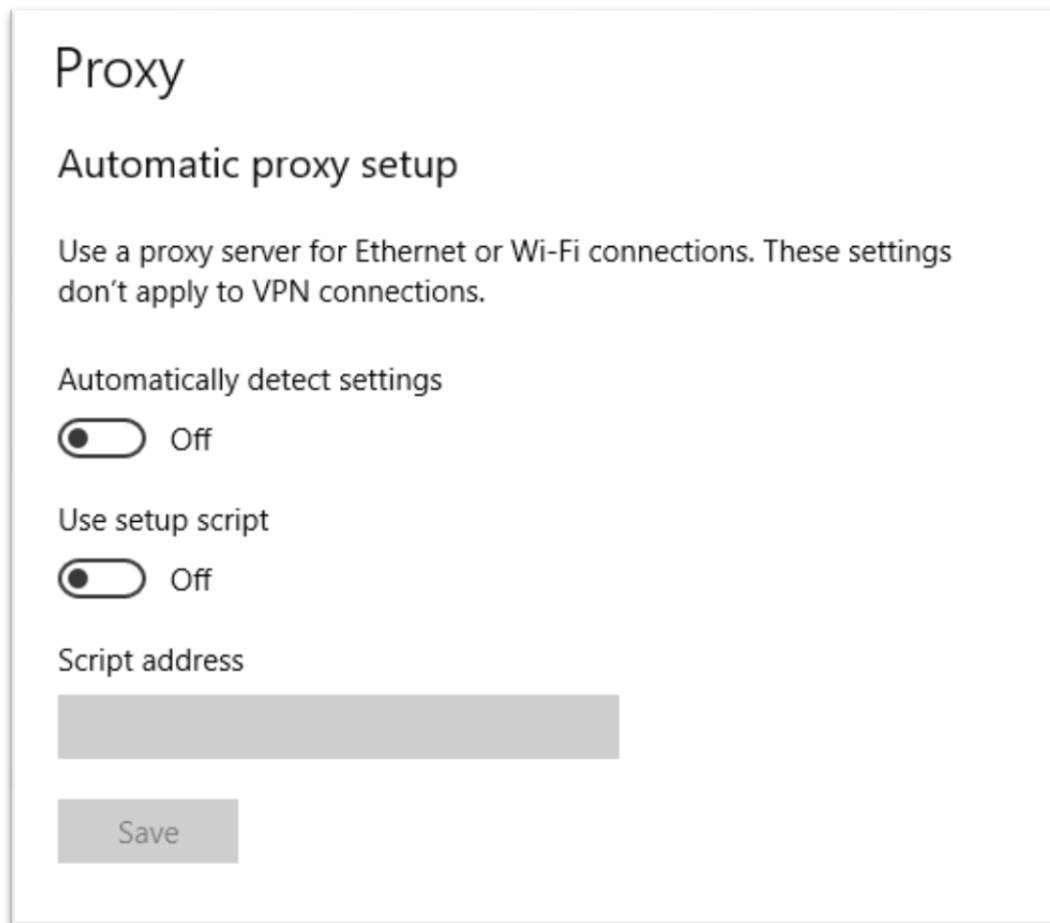 Proxy
Automatic proxy setup
Use a proxy server for Ethernet or Wi-Fi connections. These settings
don’t apply to VPN connections.
Automatically detect settings
Off
Use setup script
Off
Script address
Save